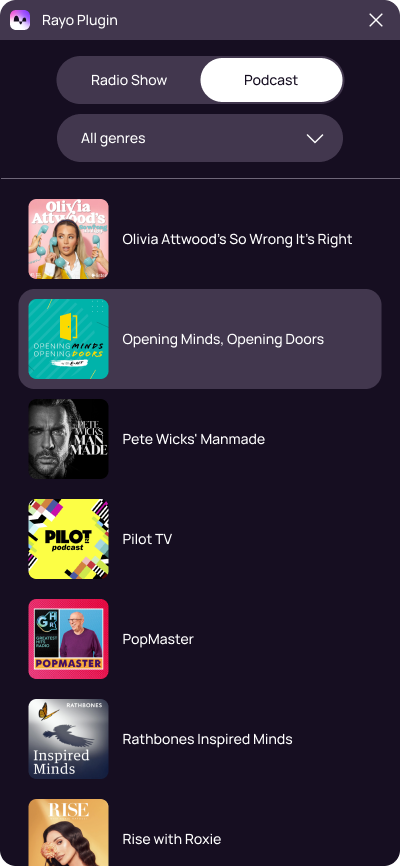 Rayo Plugin
Radio Show
Podcast
All genres
Olivia
Attwood's
Olivia Attwood's So Wrong It's Right
OPENING MINDS
OPENING DOORS
Opening Minds, Opening Doors
PETE
WICKS'
MAN
MADE
Pete Wicks' Manmade
PILOT
TV
podcast
Pilot TV
GHR
GREATEST
HITS
RADIO
POPMASTER
PopMaster
RATHBONES
Inspired
Minds
Rathbones Inspired Minds
RISE
Rise with Roxie